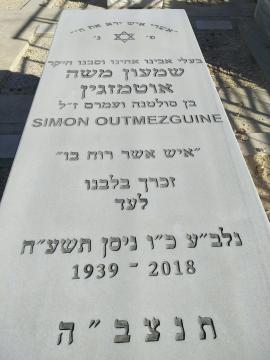 "אשרי איש ירא את ה'"
פ' נ'
בעלי אבינו אחינו וסבנו היקר
שמעון משה
אוטמזגין
בן סולטנה ועמרם ז"ל
SIMON OUTMEZGUINE
"איש אשר רוח בו"
זכרך בלבנו
לעד
נלב"ע כ"ו ניסן תשע"ח
1939 - 2018
תנצב"ה